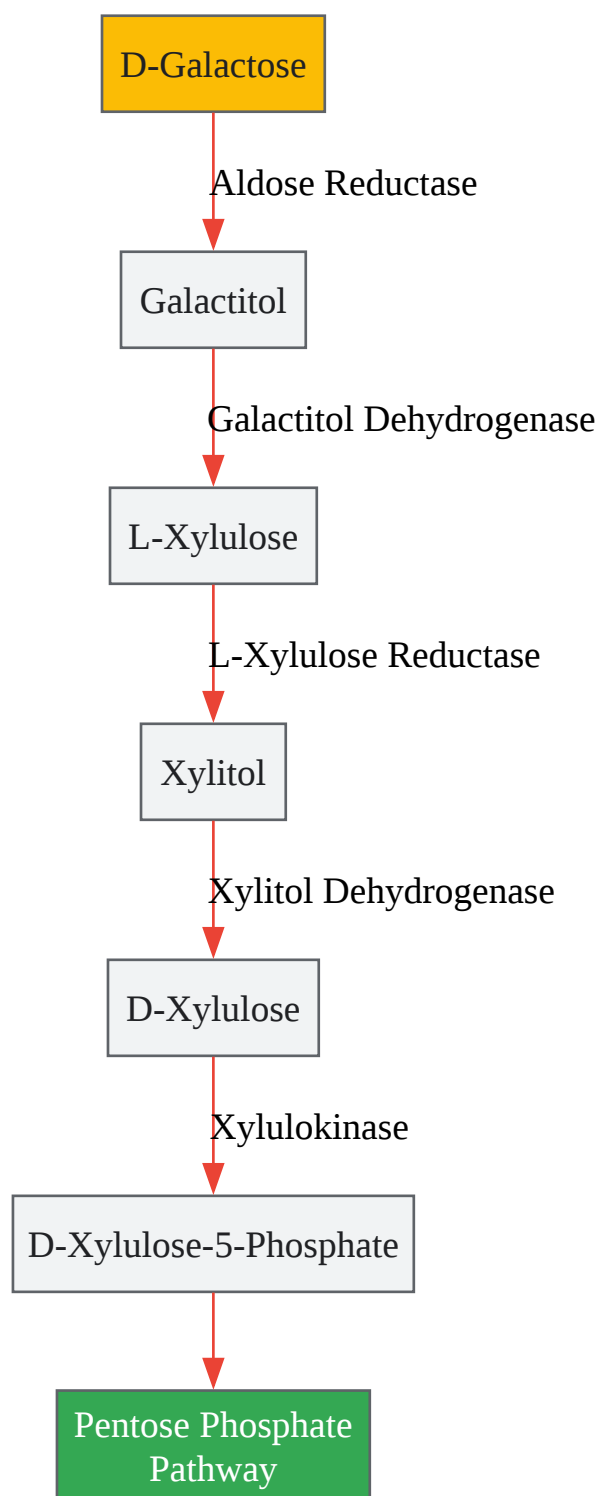 D-Galactose
Aldose Reductase
Galactitol
Galactitol Dehydrogenase
L-Xylulose
L-Xylulose Reductase
Xylitol
Xylitol Dehydrogenase
D-Xylulose
Xylulokinase
D-Xylulose-5-Phosphate
Pentose Phosphate
Pathway